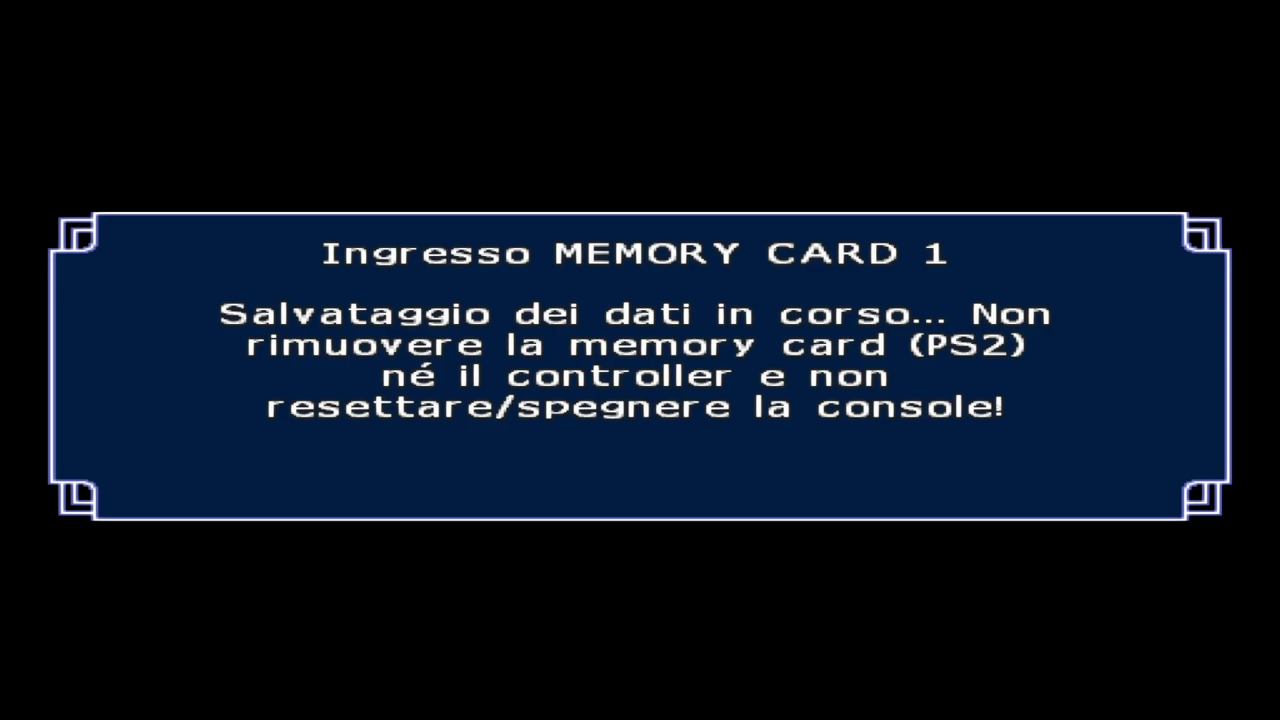 Ingresso MEMORY CARD 1
Salvataggio dei dati in corso... Non
rimuovere la memory card (PS2)
né il controller e non
resettare/spegnere la console!